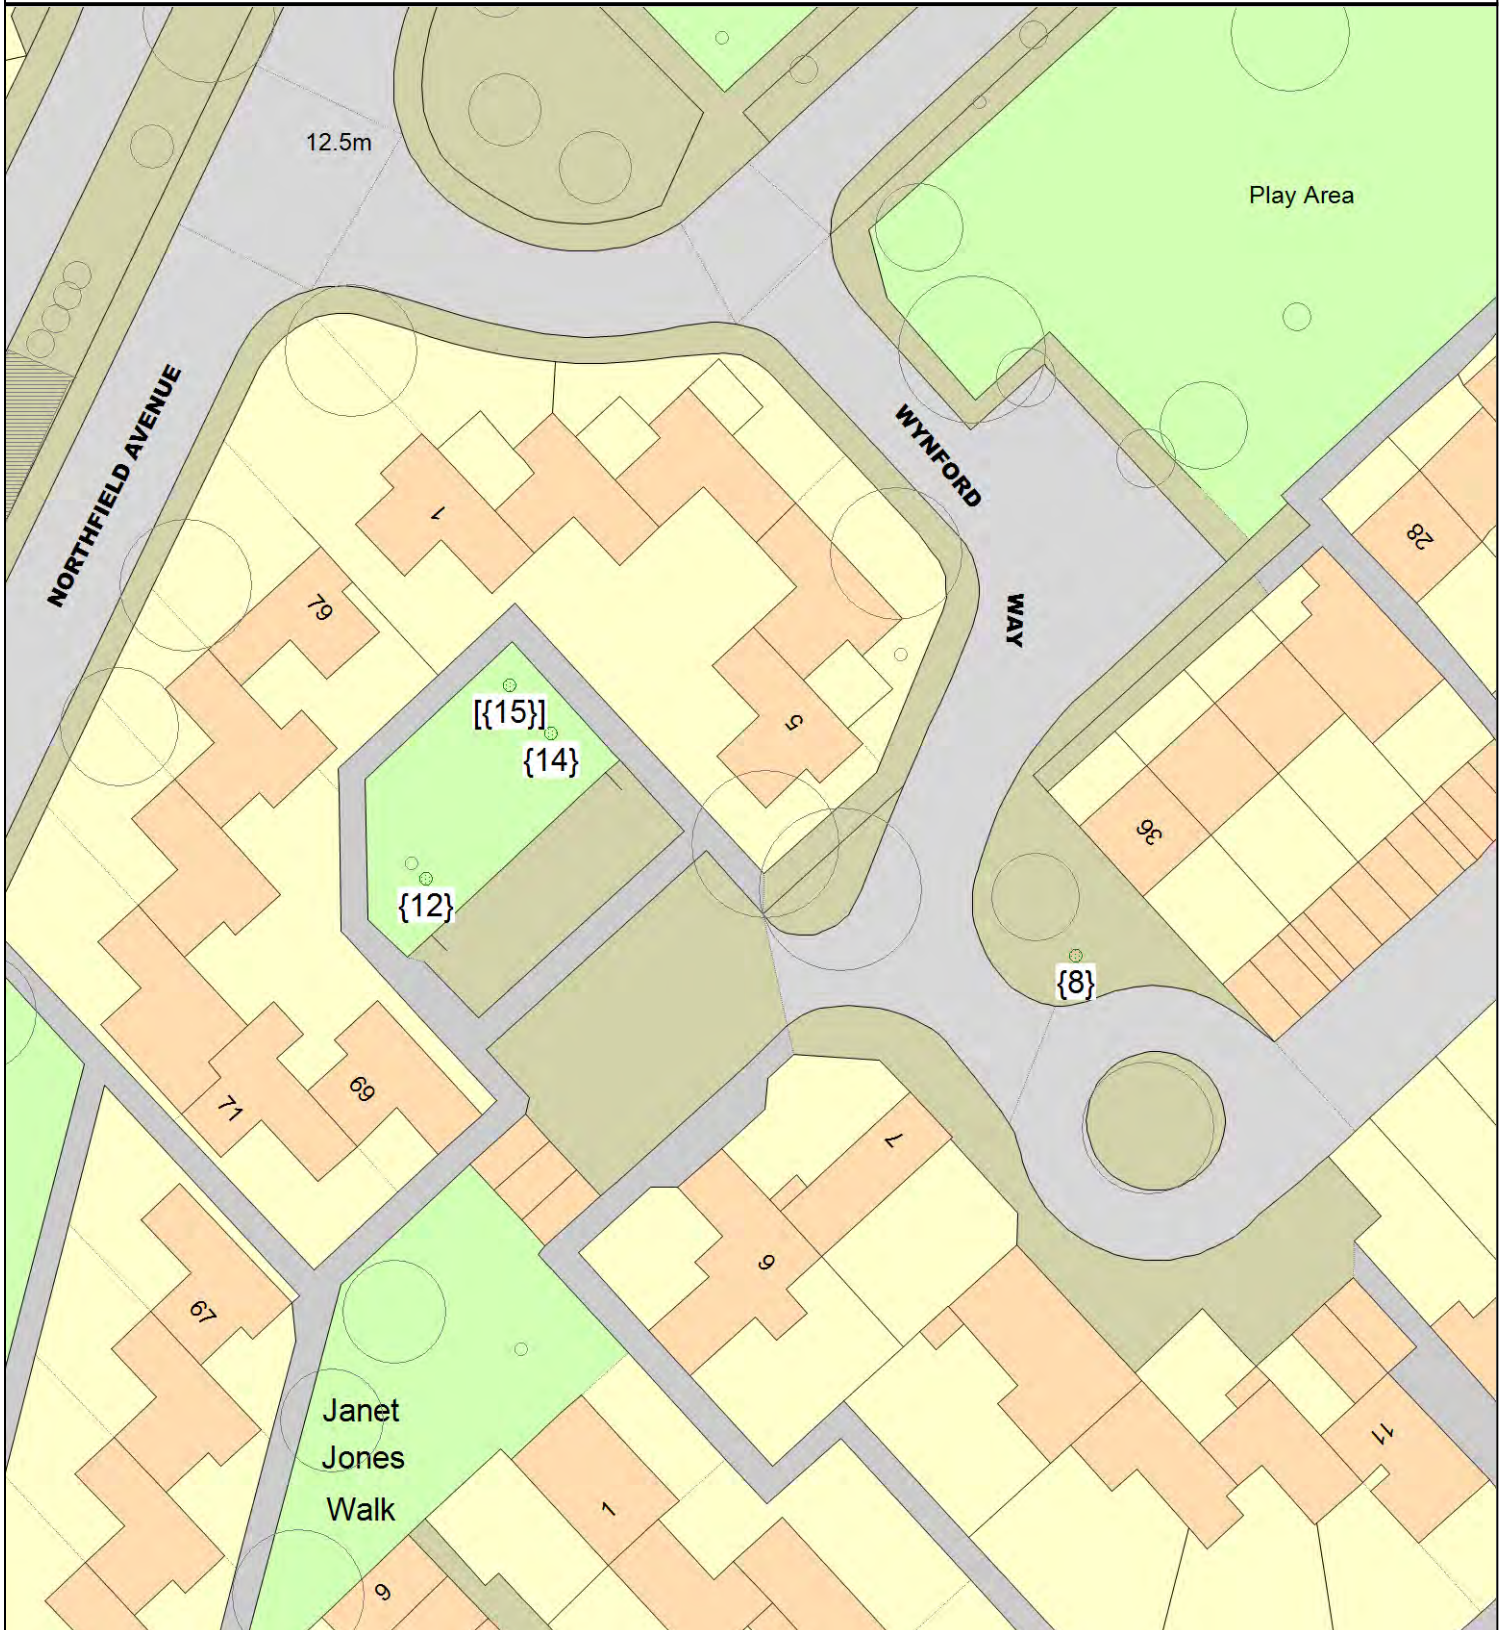 12.5m
Play Area
NORTHFIELD AVENUE
WYNFORD
WAY
1
28
79
[{15}]
{14}
5
36
{12}
{8}
69
71
7
9
67
Janet
Jones
Walk
11
1
9